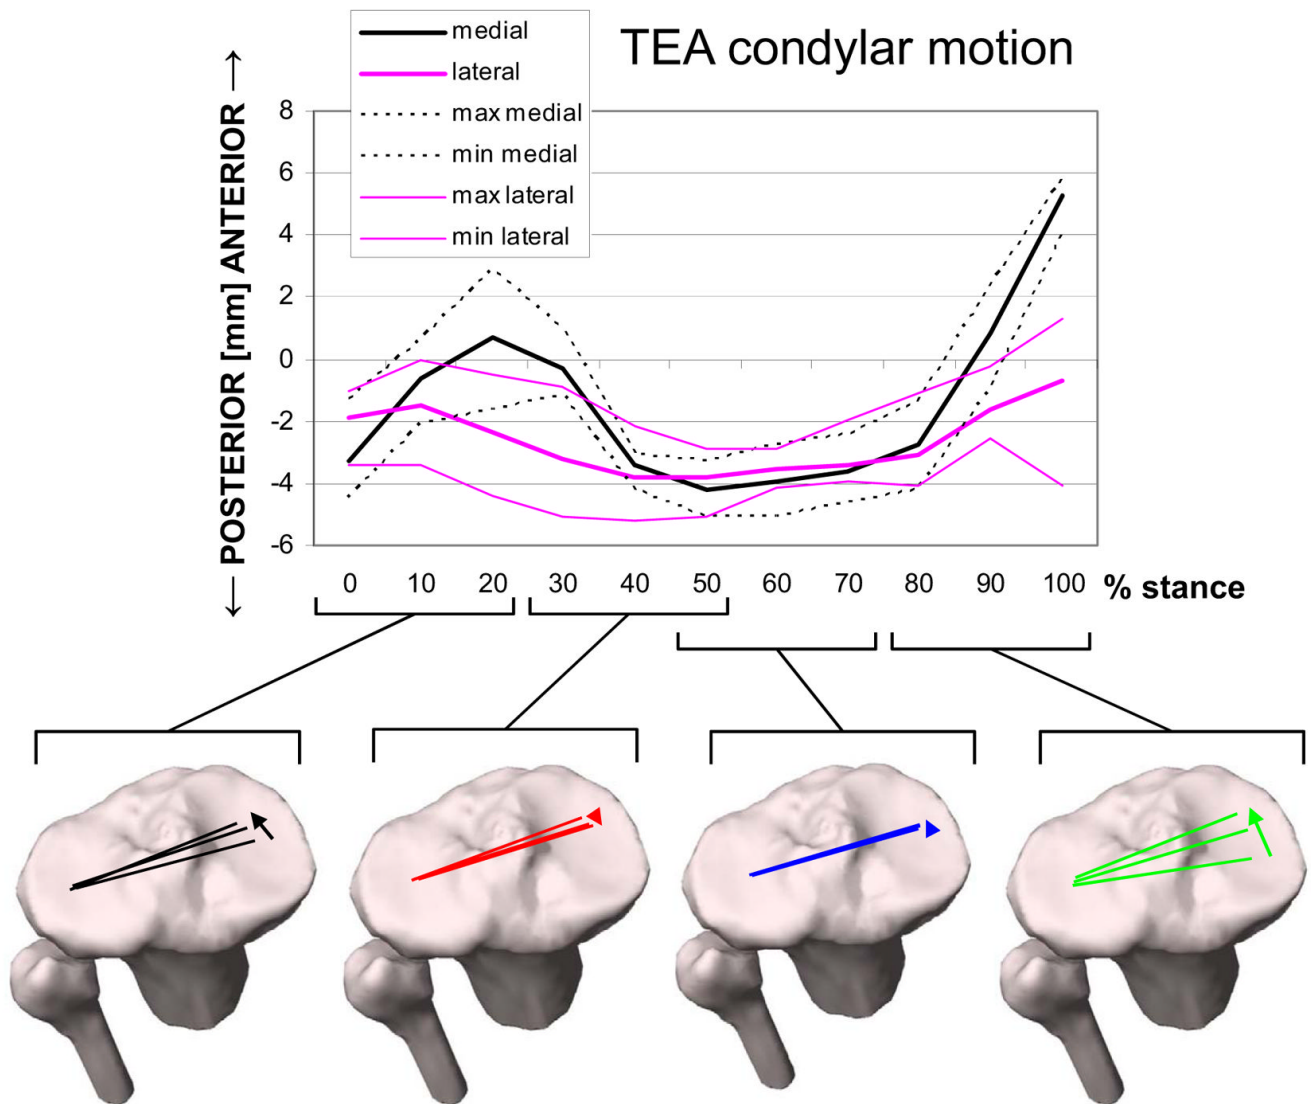 TEA condylar motion
medial
lateral
max medial
min medial
max lateral
min lateral
← POSTERIOR [mm] ANTERIOR →
8
6
4
2
0
-2
-4
-6
0 10 20 30 40 50 60 70 80 90 100 % stance